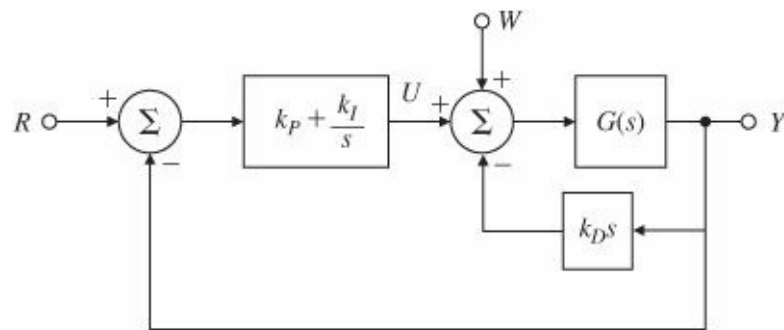 W
R
+
Σ
−
k_P + k_I/s
U
+
+
Σ
−
G(s)
Y
k_D s